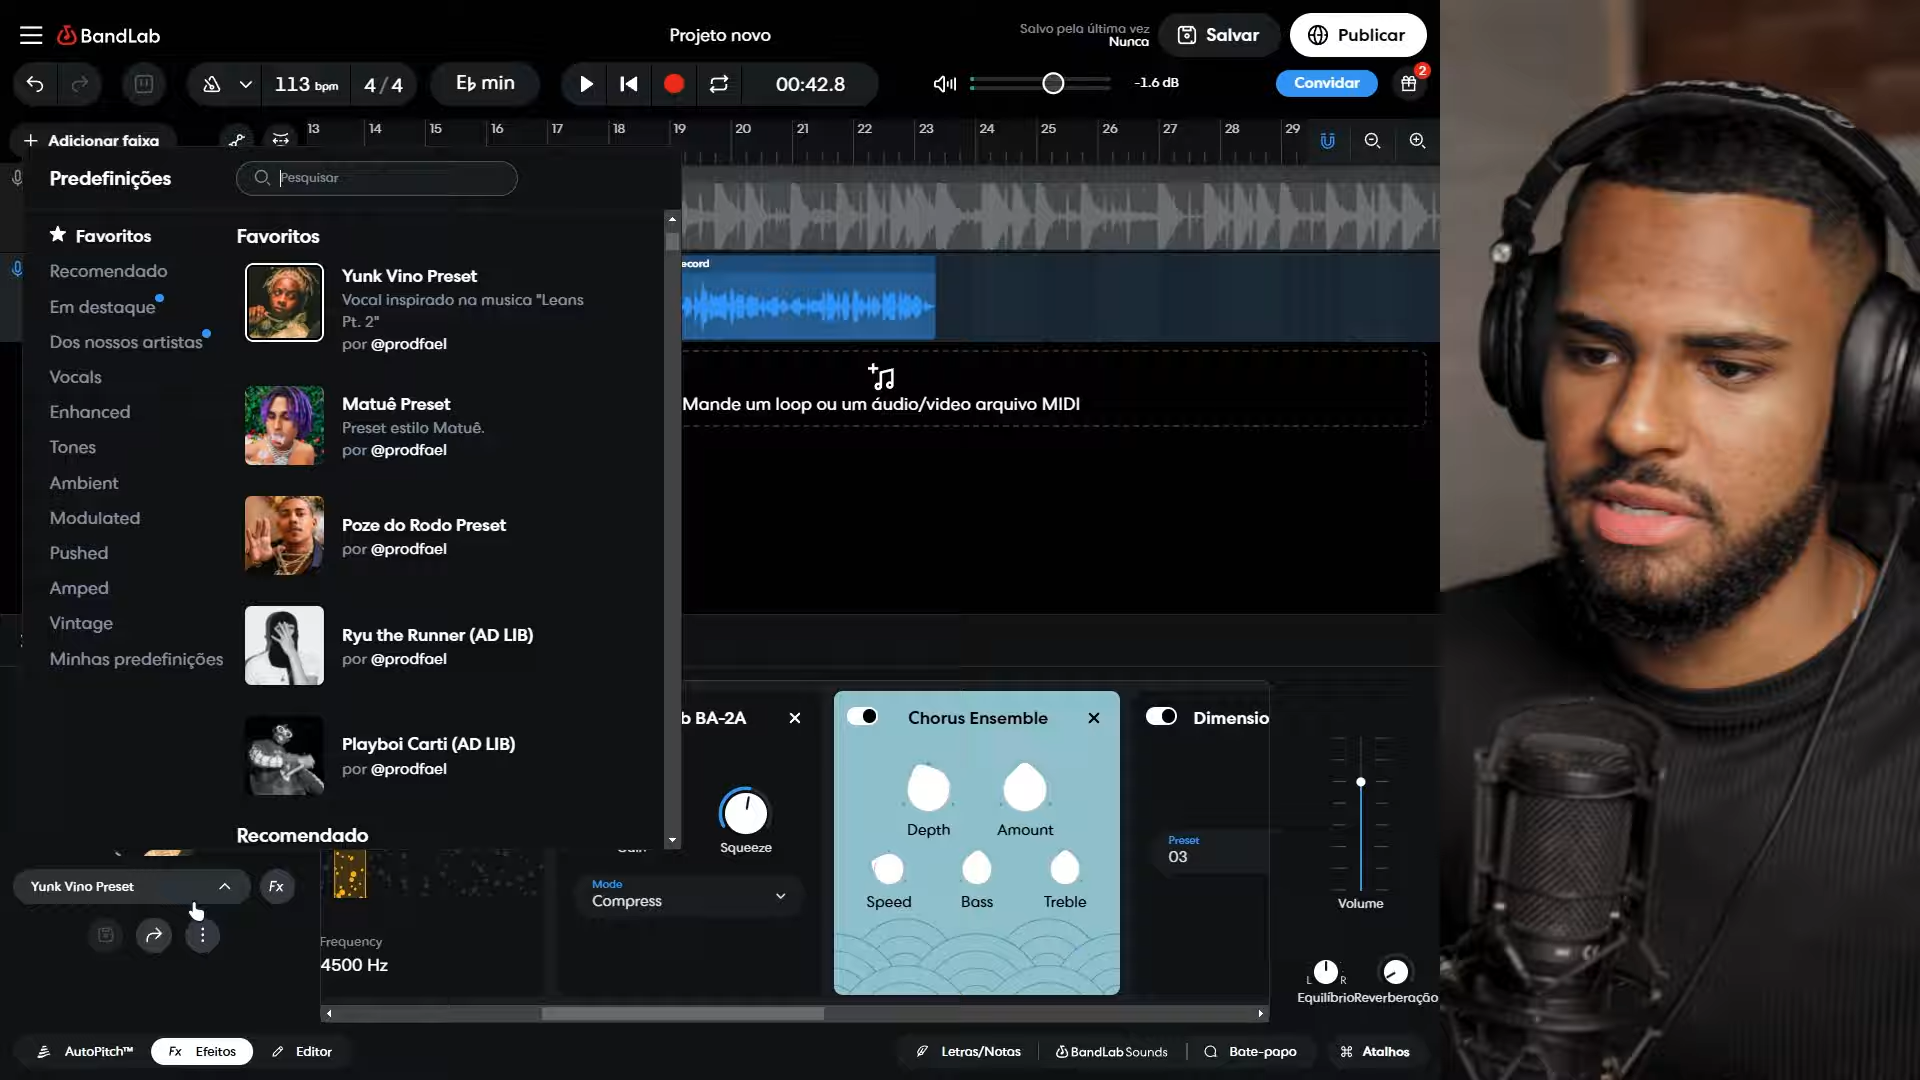 BandLab
Projeto novo
Salvo pela última vez
Nunca
Salvar
Publicar
113 bpm
4/4
E♭ min
00:42.8
-1.6 dB
Convidar
2
Adicionar faixa
13 14 15 16 17 18 19 20 21 22 23 24 25 26 27 28 29
Predefinições
Pesquisar
Favoritos
Recomendado
Em destaque
Dos nossos artistas
Vocals
Enhanced
Tones
Ambient
Modulated
Pushed
Amped
Vintage
Minhas predefinições
Favoritos
Yunk Vino Preset
Vocal inspirado na musica "Leans
Pt. 2"
por @prodfael
Matuê Preset
Preset estilo Matuê.
por @prodfael
Poze do Rodo Preset
por @prodfael
Ryu the Runner (AD LIB)
por @prodfael
Playboi Carti (AD LIB)
por @prodfael
Recomendado
ecord
Mande um loop ou um áudio/video arquivo MIDI
b BA-2A
Squeeze
Mode
Compress
Chorus Ensemble
Depth
Amount
Speed
Bass
Treble
Dimensio
Preset
03
Volume
L R
Equilíbrio
Reverberação
Yunk Vino Preset
Fx
Frequency
4500 Hz
AutoPitch™
Fx Efeitos
Editor
Letras/Notas
BandLab Sounds
Bate-papo
Atalhos